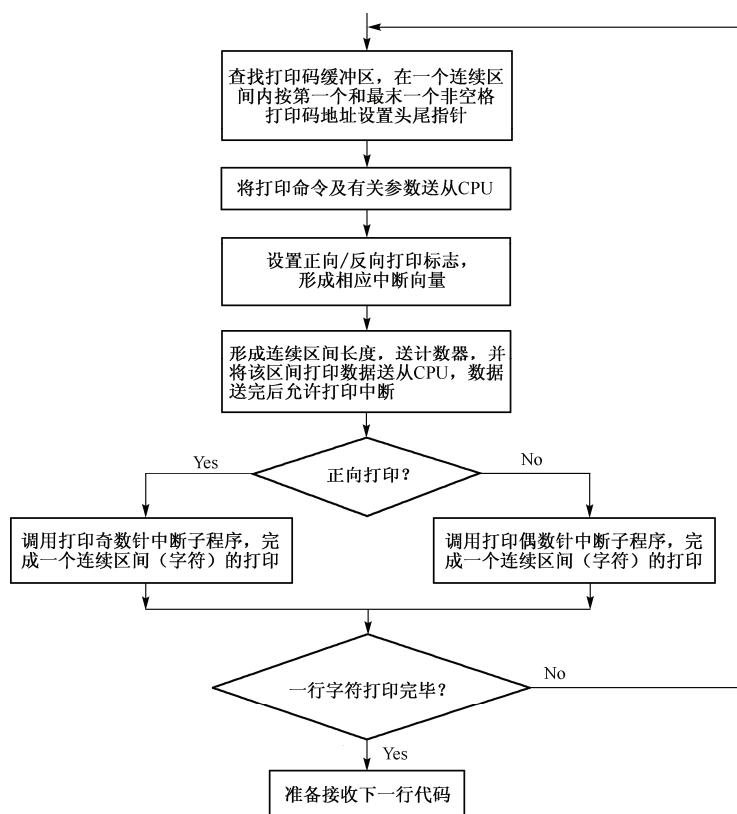 查找打印码缓冲区，在一个连续区
间内按第一个和最末一个非空格
打印码地址设置头尾指针
将打印命令及有关参数送从CPU
设置正向/反向打印标志，
形成相应中断向量
形成连续区间长度，送计数器，并
将该区间打印数据送从CPU，数据
送完后允许打印中断
正向打印？
Yes
No
调用打印奇数针中断子程序，完
成一个连续区间（字符）的打印
调用打印偶数针中断子程序，完
成一个连续区间（字符）的打印
一行字符打印完毕？
No
Yes
准备接收下一行代码